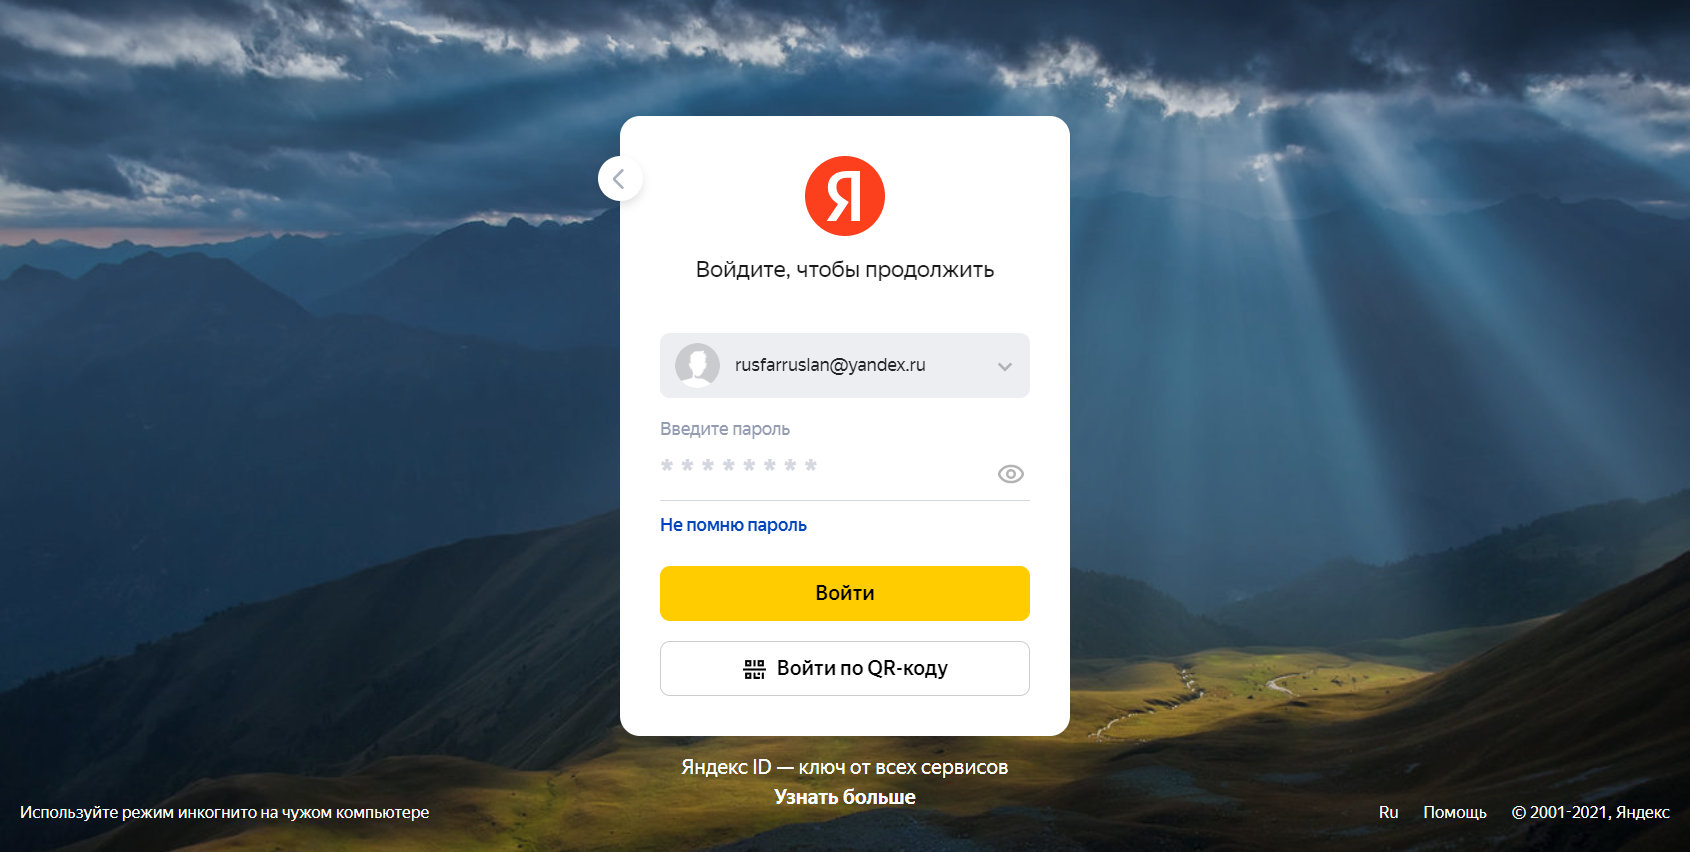 Я
Войдите, чтобы продолжить
rusfarruslan@yandex.ru
Введите пароль
* * * * * * * *
Не помню пароль
Войти
Войти по QR-коду
Яндекс ID — ключ от всех сервисов
Узнать больше
Используйте режим инкогнито на чужом компьютере
Ru Помощь © 2001-2021, Яндекс